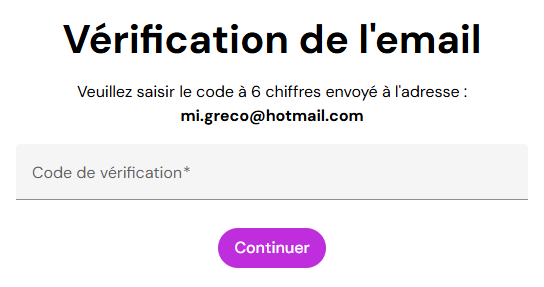 Vérification de l'email
Veuillez saisir le code à 6 chiffres envoyé à l'adresse :
mi.greco@hotmail.com
Code de vérification*
Continuer